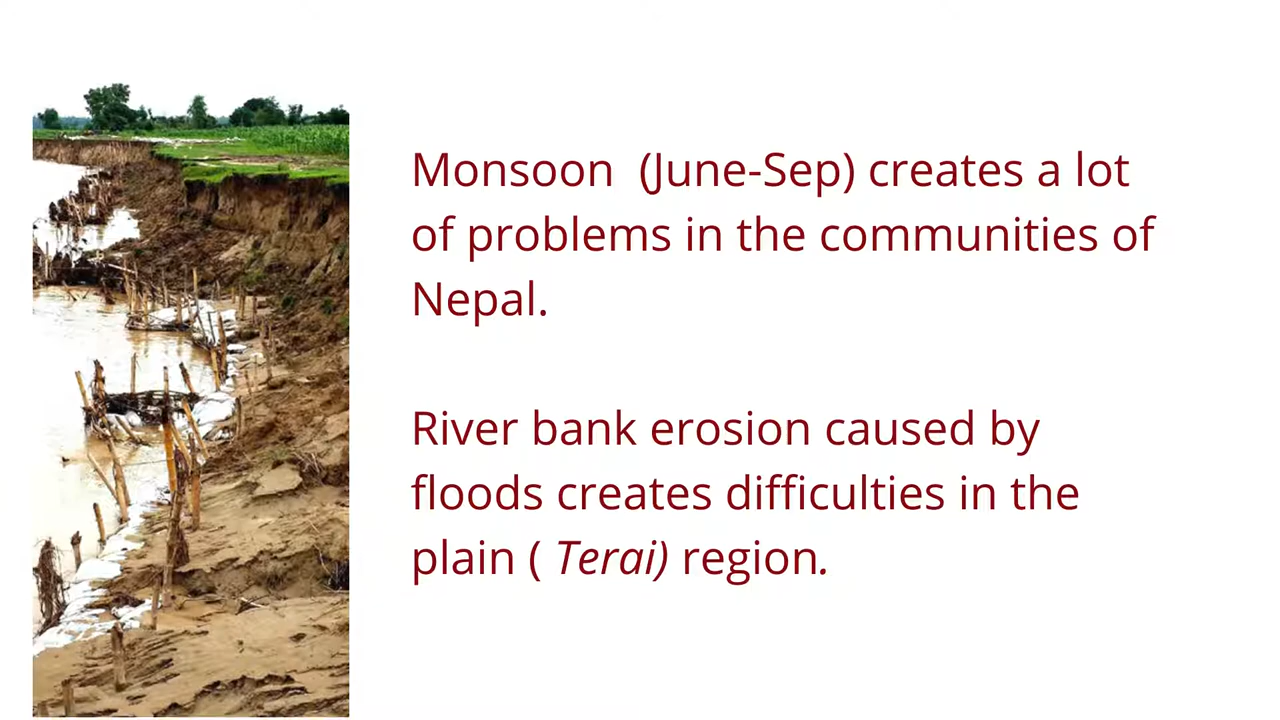 Monsoon  (June-Sep) creates a lot
of problems in the communities of
Nepal.
River bank erosion caused by
floods creates difficulties in the
plain ( Terai) region.